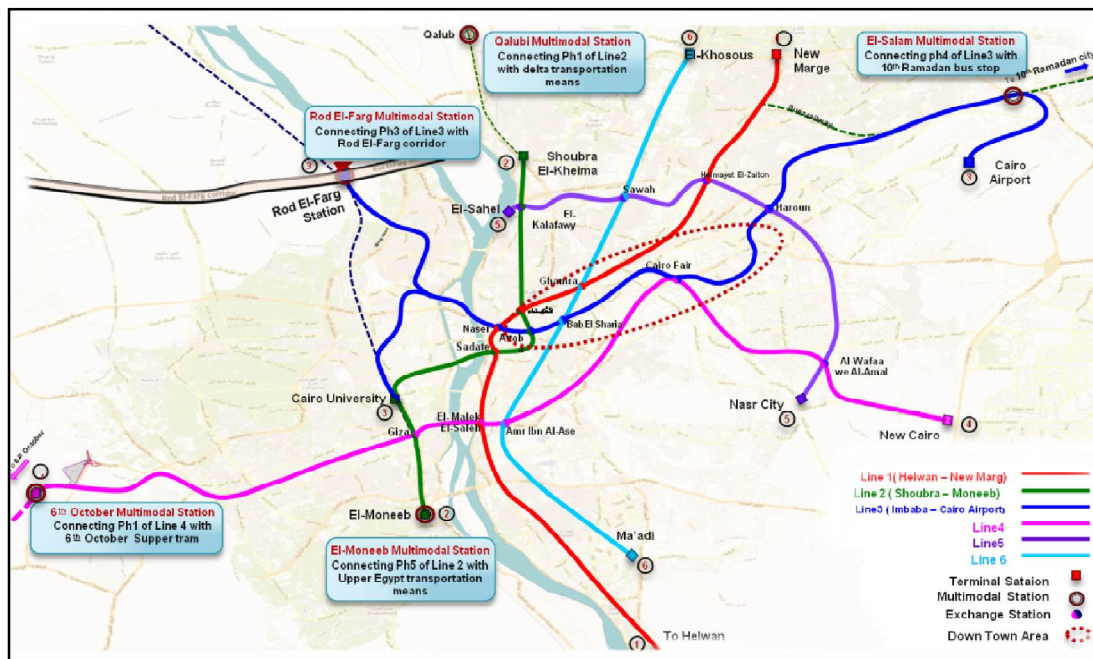 Qalub
Qalubi Multimodal Station
Connecting Ph1 of Line2
with delta transportation
means
6
El-Khosous
New
Marge
El-Salam Multimodal Station
Connecting ph4 of Line3 with
10th Ramadan bus stop
To 10th Ramadan city
Rod El-Farg Multimodal Station
Connecting Ph3 of Line3 with
Rod El-Farg corridor
3
Rod El-Farg corridor
Rod El-Farg
Station
2
Shoubra
El-Kheima
Cairo
Airport
3
Sawah
Helmayet El-Zaiton
Haroun
El-Sahel
5
El-
Kalafawy
Ghamra
Cairo Fair
Naser
Bab El Sharia
Sadate
Al-Wafaa
we Al-Amal
Cairo University
3
Nasr City
5
El-Malek
El-Saleh
Giza
Amr Ibn Al-Ase
New Cairo
4
6th October Multimodal Station
Connecting Ph1 of Line 4 with
6th October Supper tram
El-Moneeb
2
El-Moneeb Multimodal Station
Connecting Ph5 of Line 2 with
Upper Egypt transportation
means
Ma'adi
6
1
To Helwan
Line 1( Helwan – New Marg)
Line 2 ( Shoubra – Moneeb)
Line3 ( Imbaba – Cairo Airport)
Line4
Line5
Line 6
Terminal Sataion
Multimodal Station
Exchange Station
Down Town Area